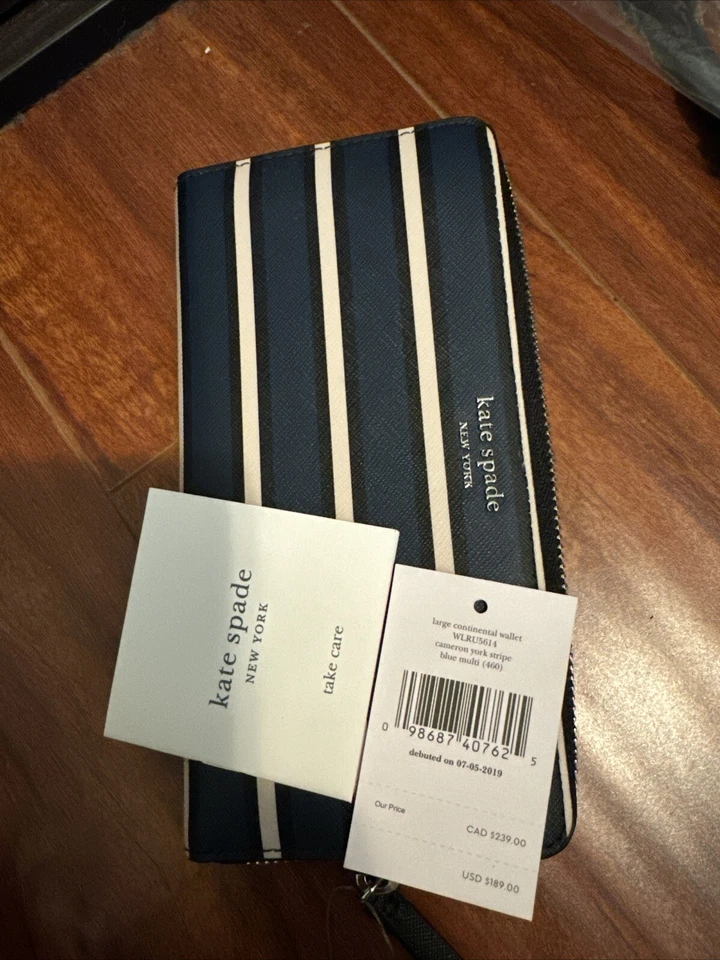 kate spade
NEW YORK
kate spade
NEW YORK
take care
large continental wallet
WLRU5614
cameron york stripe
blue multi (460)
0 98687 40762 5
debuted on 07-05-2019
Our Price
CAD $239.00
USD $189.00